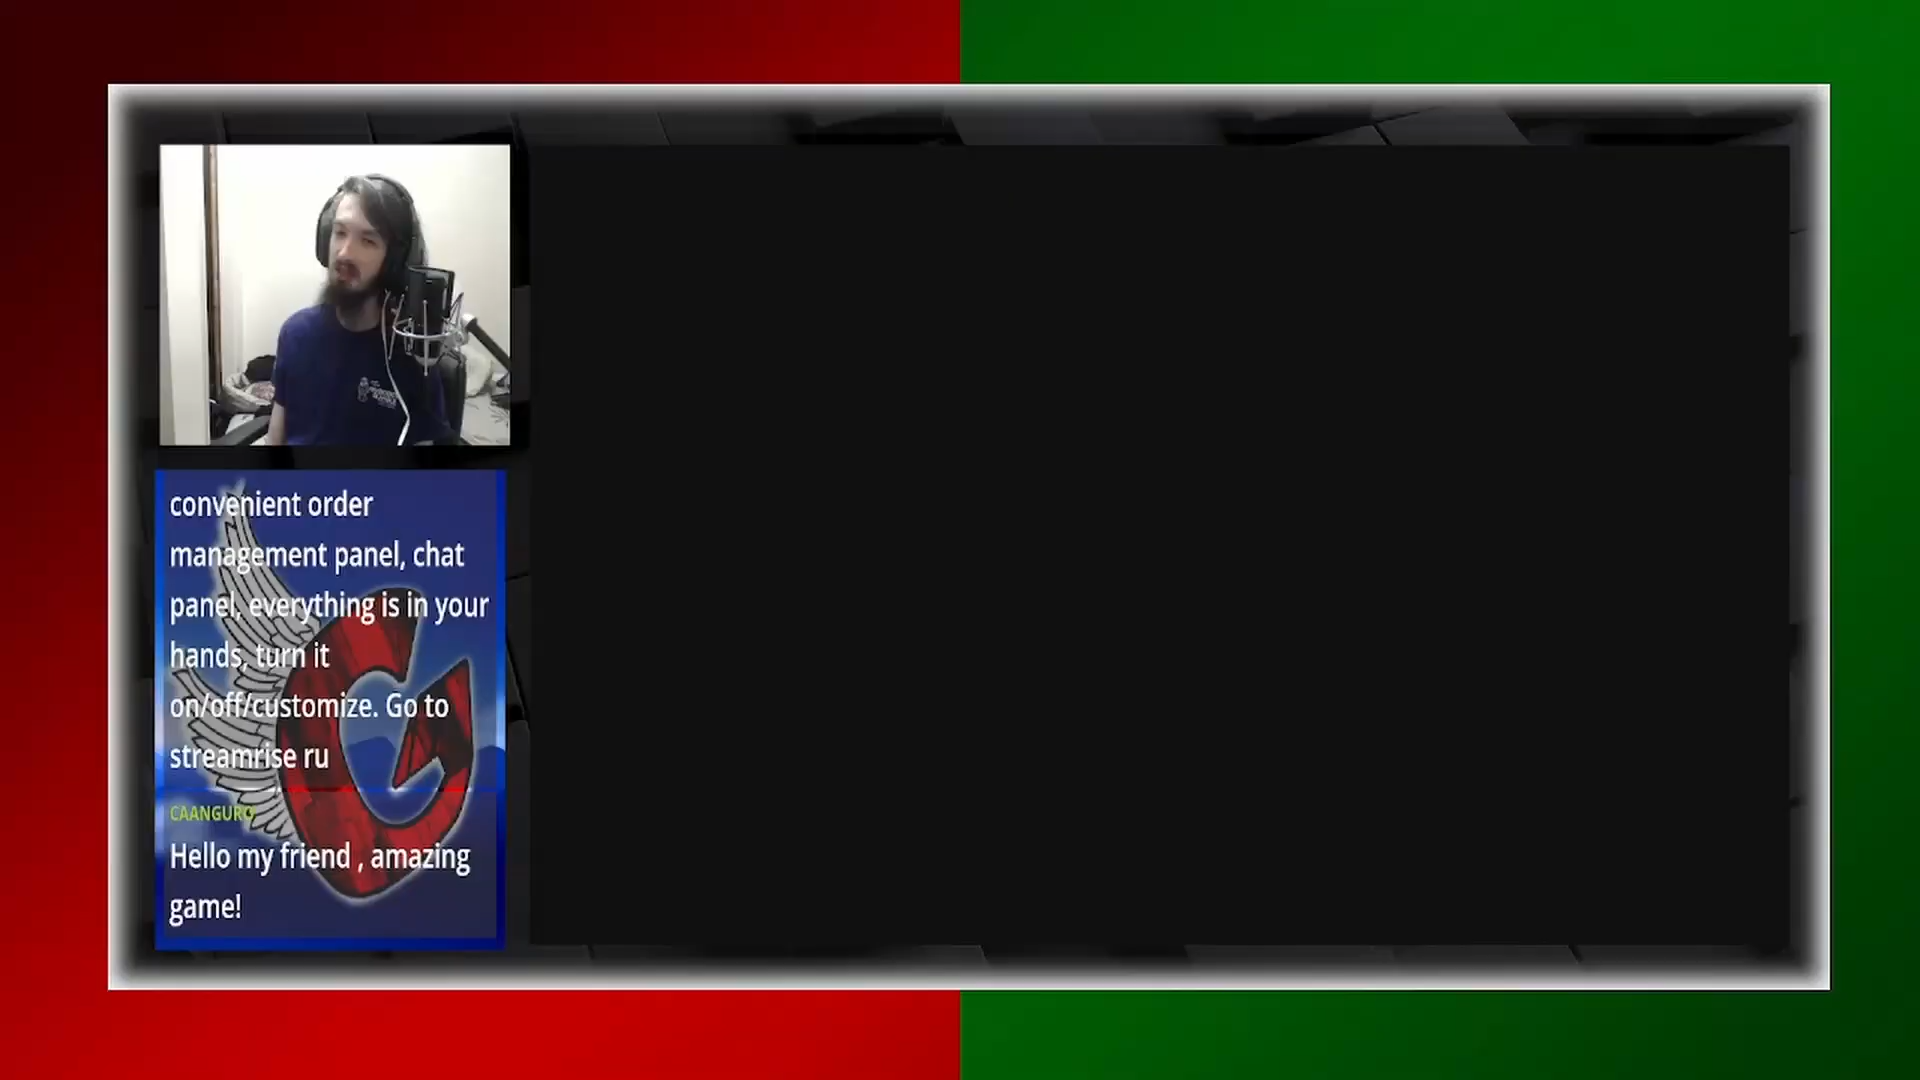 convenient order
management panel, chat
panel, everything is in your
hands, turn it
on/off/customize. Go to
streamrise ru
CAANGURO
Hello my friend , amazing
game!